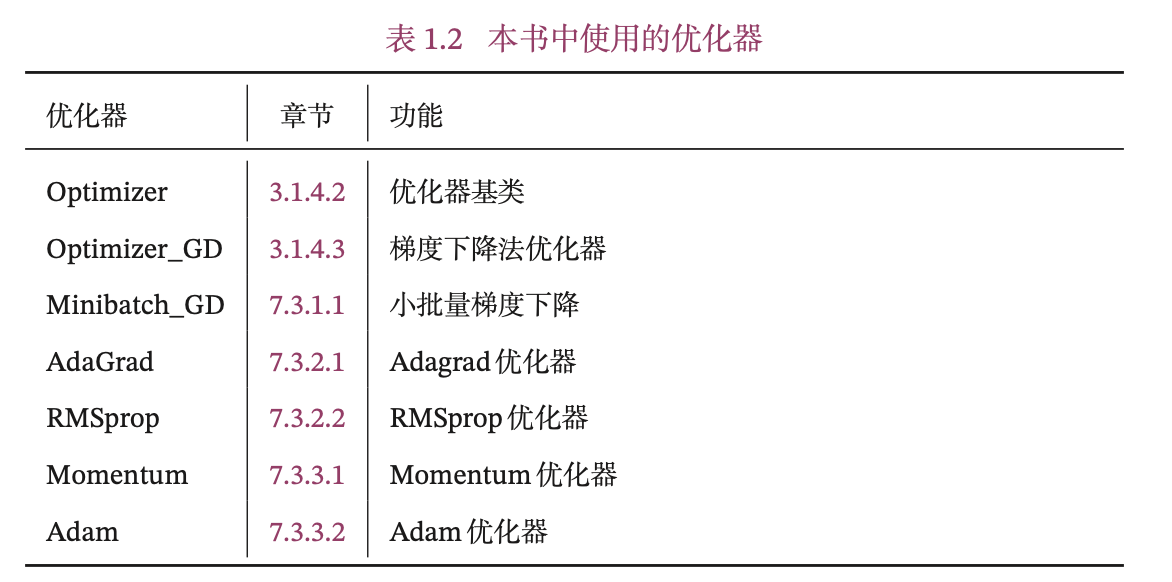 表 1.2 本书中使用的优化器
优化器 章节 功能
Optimizer 3.1.4.2 优化器基类
Optimizer_GD 3.1.4.3 梯度下降法优化器
Minibatch_GD 7.3.1.1 小批量梯度下降
AdaGrad 7.3.2.1 Adagrad 优化器
RMSprop 7.3.2.2 RMSprop 优化器
Momentum 7.3.3.1 Momentum 优化器
Adam 7.3.3.2 Adam 优化器